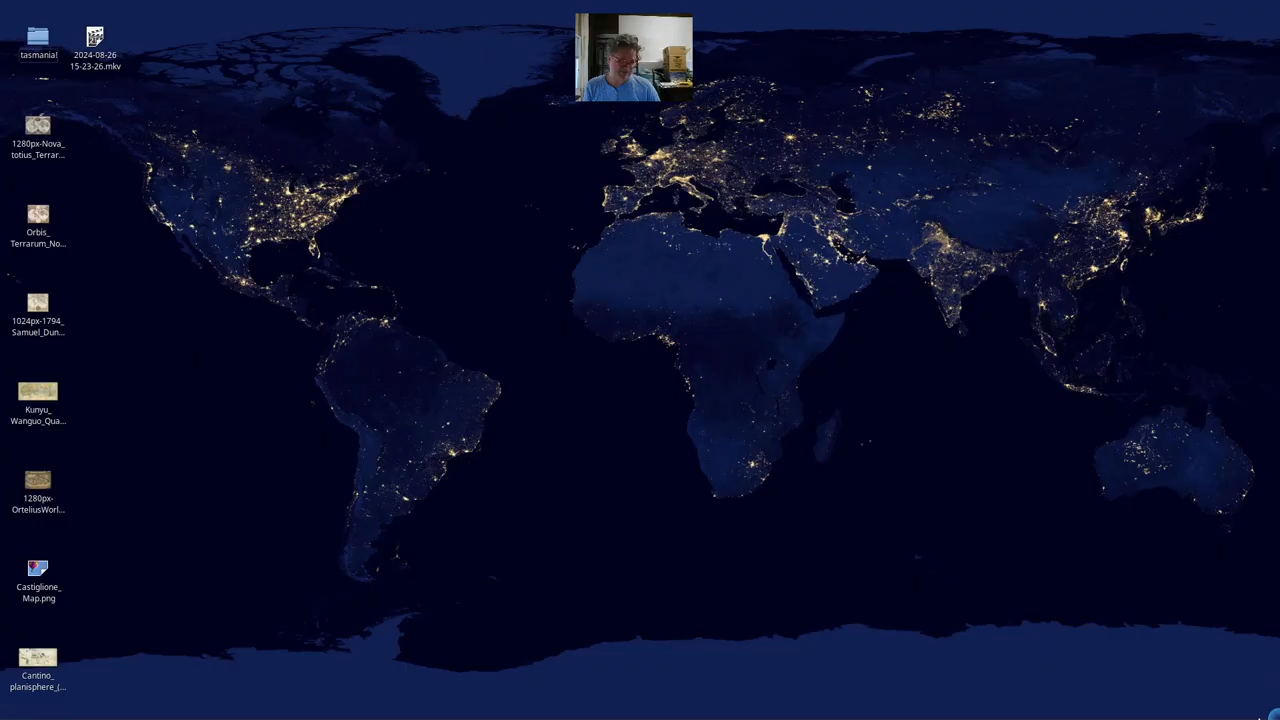 tasmania!
2024-08-26
15-23-26.mkv
1280px-Nova_
totius_Terrar...
Orbis_
Terrarum_No...
1024px-1794_
Samuel_Dun...
Kunyu_
Wanguo_Qua...
1280px-
OrteliusWorl...
Castiglione_
Map.png
Cantino_
planisphere_(...